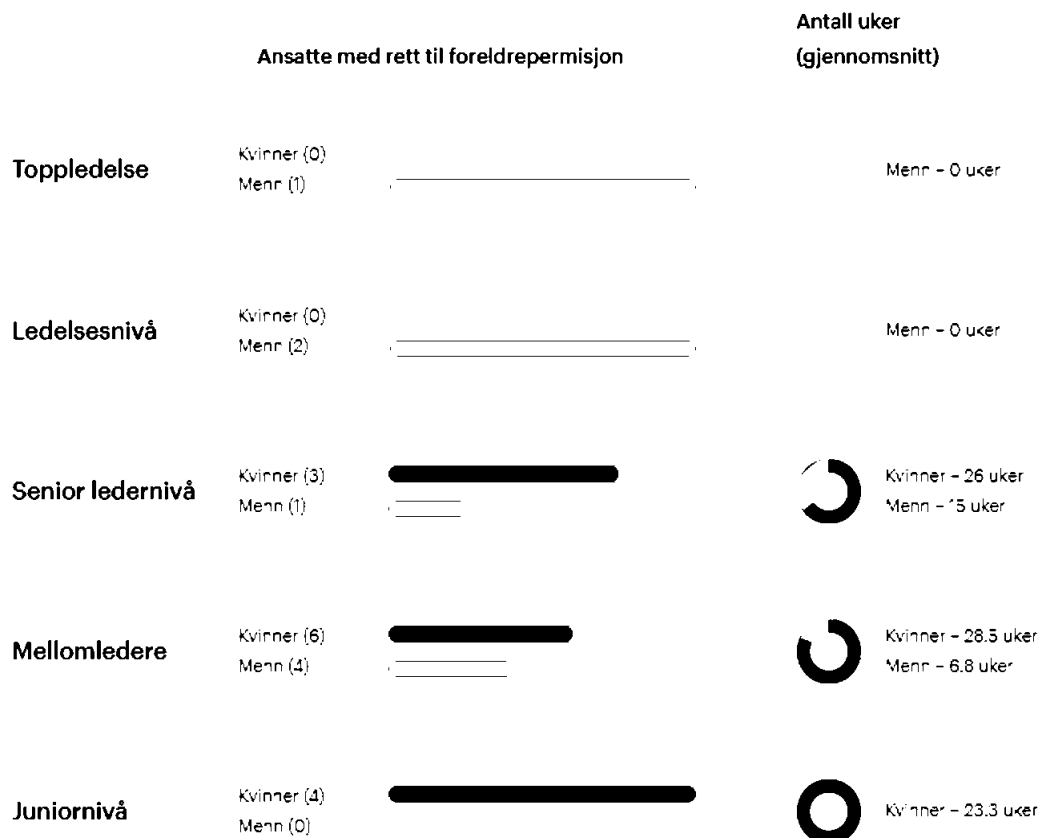 Antall uker
Ansatte med rett til foreldrepermisjon (gjennomsnitt)
Toppledelse
Kvinner (0)
Menn (1)
Menn – 0 uker
Ledelsesnivå
Kvinner (0)
Menn (2)
Menn – 0 uker
Senior ledernivå
Kvinner (3)
Menn (1)
Kvinner – 26 uker
Menn – 15 uker
Mellomledere
Kvinner (6)
Menn (4)
Kvinner – 28.5 uker
Menn – 6.8 uker
Juniornivå
Kvinner (4)
Menn (0)
Kvinner – 23.3 uker